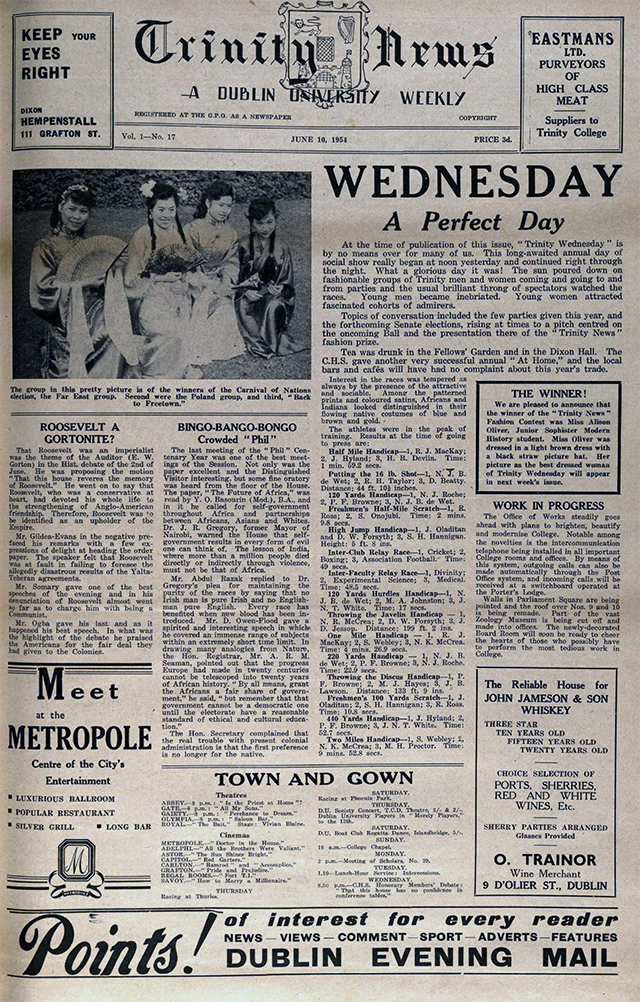 KEEP YOUR
EYES
RIGHT
DIXON
HEMPENSTALL
111 GRAFTON ST.
Trinity News
A DUBLIN UNIVERSITY WEEKLY
REGISTERED AT THE G.P.O. AS A NEWSPAPER
COPYRIGHT
Vol. 1—No. 17
JUNE 10, 1954
PRICE 3d.
EASTMANS
LTD.
PURVEYORS
OF
HIGH CLASS
MEAT
Suppliers to
Trinity College
The group in this pretty picture is of the winners of the Carnival of Nations
election, the Far East group. Second were the Poland group, and third, "Back
to Freetown."
WEDNESDAY
A Perfect Day
At the time of publication of this issue, "Trinity Wednesday" is
by no means over for many of us. This long-awaited annual day of
social show really began at noon yesterday and continued right through
the night. What a glorious day it was! The sun poured down on
fashionable groups of Trinity men and women coming and going to and
from parties and the usual brilliant throng of spectators watched the
races. Young men became inebriated. Young women attracted
fascinated cohorts of admirers.
Topics of conversation included the few parties given this year, and
the forthcoming Senate elections, rising at times to a pitch centred on
the oncoming Ball and the presentation there of the "Trinity News"
fashion prize.
Tea was drunk in the Fellows' Garden and in the Dixon Hall. The
C.H.S. gave another very successful annual "At Home," and the local
bars and cafés will have had no complaint about this year's trade.
Interest in the races was tempered as
always by the presence of the attractive
and sociable. Among the patterned
prints and coloured satins, Africans and
Indians looked distinguished in their
flowing native costumes of blue and
brown and gold.
The athletes were in the peak of
training. Results at the time of going
to press are:
Half Mile Handicap—1, R. J. MacKay;
2, J. Hyland; 3, H. B. Devlin. Time:
1 min. 59.2 secs.
Putting the 16 lb. Shot—1, N. J. B.
de Wet; 2, R. H. Taylor; 3, D. Beatty.
Distance: 44 ft. 10½ inches.
120 Yards Handicap—1, N. J. Roche;
2, P. F. Browne; 3, N. J. B. de Wet.
Freshmen's Half-Mile Scratch—1, R.
Ross; 2, S. Onojubi. Time: 2 mins.
9.8 secs.
High Jump Handicap—1, J. Oladitan
and D. W. Forsyth; 3, S. H. Hannigan.
Height: 5 ft. 8 ins.
Inter-Club Relay Race—1, Cricket; 2,
Boxing; 3, Association Football. Time:
49 secs.
Inter-Faculty Relay Race—1, Divinity;
2, Experimental Science; 3, Medical.
Time: 48.5 secs.
120 Yards Hurdles Handicap—1, N.
J. B. de Wet; 2, M. A. Johnston; 3, J.
N. T. White. Time: 17 secs.
Throwing the Javelin Handicap—1,
N. R. McCrea; 2, D. W. Forsyth; 3, T.
D. Jessop. Distance: 199 ft. 2 ins.
One Mile Handicap — 1, R. J.
MacKay; 2, S. Webley; 3, N. K. McCrea.
Time: 4 mins. 26.9 secs.
220 Yards Handicap — 1, N. J. B. de
Wet; 2, P. F. Browne; 3, N. J. Roche.
Time: 22.9 secs.
Throwing the Discus Handicap—1, P.
F. Browne; 2, M. J. Hayes; 3, J. B.
Lawson. Distance: 133 ft. 9 ins.
Freshmen's 100 Yards Scratch—1, J.
Oladitan; 2, S. H. Hannigan; 3, R. Ross.
Time: 10.8 secs.
440 Yards Handicap—1, J. Hyland; 2,
P. F. Browne; 3, J. N. T. White. Time:
52.7 secs.
Two Miles Handicap—1, S. Webley; 2,
N. K. McCrea; 3, M. H. Proctor. Time:
9 mins. 52.8 secs.
THE WINNER!
We are pleased to announce that
the winner of the "Trinity News"
Fashion Contest was Miss Alison
Oliver, Junior Sophister Modern
History student. Miss Oliver was
dressed in a light brown dress with
a black straw picture hat. Her
picture as the best dressed woman
of Trinity Wednesday will appear
in next week's issue.
WORK IN PROGRESS
The Office of Works steadily goes
ahead with plans to brighten, beautify
and modernise College. Notable among
the novelties is the intercommunication
telephone being installed in all important
College rooms and offices. By means of
this system, outgoing calls can also be
made automatically through the Post
Office system, and incoming calls will be
received at a switchboard operated at
the Porter's Lodge.
Walls in Parliament Square are being
pointed and the roof over Nos. 9 and 10
is being remade. Part of the vast
Zoology Museum is being cut off and
made into offices. The newly-decorated
Board Room will soon be ready to cheer
the hearts of those who possibly have
to perform the most tedious work in
College.
ROOSEVELT A
GORTONITE?
That Roosevelt was an imperialist
was the theme of the Auditor (E. W.
Gorton) in the Hist. debate of the 2nd of
June. He was proposing the motion
"That this house reverse the memory
of Roosevelt." He went on to say that
Roosevelt, who was a conservative at
heart, had devoted his whole life to
the strengthening of Anglo-American
friendship. Therefore, Roosevelt was to
be identified as an upholder of the
Empire.
Mr. Gildea-Evans in the negative pre-
faced his remarks with a few ex-
pressions of delight at hending the order
paper. The speaker felt that Roosevelt
was at fault in failing to foresee the
allegedly disastrous results of the Yalta-
Teheran agreements.
Mr. Somary gave one of the best
speeches of the evening and in his
denunciation of Roosevelt almost went
so far as to charge him with being a
Communist.
Mr. Ogba gave his last and as it
happened his best speech. In what was
the highlight of the debate he praised
the Americans for the fair deal they
had given to the Colonies.
BINGO-BANGO-BONGO
Crowded "Phil"
The last meeting of the "Phil" Cen-
tenary Year was one of the best meet-
ings of the Session. Not only was the
paper excellent and the Distinguished
Visitor interesting, but some fine oratory
was heard from the floor of the House.
The paper, "The Future of Africa," was
read by Y. O. Basourin (Mod.), B.A., and
in it he called for self-government
throughout Africa and partnership
between Africans, Asians and Whites.
Dr. J. R. Gregory, former Mayor of
Nairobi, warned the House that self-
government results in every form of evil
one can think of. The lesson of India,
where more than a million people died
directly or indirectly through violence,
must not be that of Africa.
Mr. Abdul Razak replied to Dr.
Gregory's plea for maintaining the
purity of the races by saying that no
Irish man is pure Irish and no English-
man pure English. Every race has
benefited when new blood has been in-
troduced. Mr. D. Owen-Flood gave a
spirited and interesting speech in which
he covered an immense range of subjects
within an extremely short time limit. In
drawing many analogies from Nature,
the Hon. Registrar, Mr. A. R. M.
Seaman, pointed out that the progress
Europe had made in twenty centuries
cannot be telescoped into twenty years
of African history. "By all means, grant
the Africans a fair share of govern-
ment," he said, "but remember that that
government cannot be a democratic one
until the electorate have a reasonable
standard of ethical and cultural educa-
tion."
The Hon. Secretary complained that
the real trouble with present colonial
administration is that the first preference
is no longer for the native.
Meet
at the
METROPOLE
Centre of the City's
Entertainment
LUXURIOUS BALLROOM
POPULAR RESTAURANT
SILVER GRILL
LONG BAR
M
METROPOLE
TOWN AND GOWN
Theatres
ABBEY.—8 p.m.: "Is the Priest at Home"?
GATE.—8 p.m.: "All My Sons."
GAIETY.—8 p.m.: "Perchance to Dream."
OLYMPIA.—8 p.m.: "Saloon Bar."
ROYAL.—"The Bait." Stage: Vivian Blaine.
Cinemas
METROPOLE.—"Doctor in the House."
ADELPHI.—"All the Brothers Were Valiant."
ASTOR.—"The Sun Shines Bright."
CAPITOL.—"Red Garters."
CARLTON.—"Ramrod" and "Accomplice."
GRAFTON.—"Pride and Prejudice."
REGAL ROOMS.—"Fort T.I."
SAVOY.—"How to Marry a Millionaire."
THURSDAY
Racing at Thurles.
SATURDAY,
Racing at Phoenix Park.
THURSDAY,
D.U. Society Concert, T.C.D. Theatre, 3/- & 2/-.
Dublin University Players in "Merely Players,"
to the 12th.
SATURDAY,
D.U. Boat Club Regatta Dance, Islandbridge, 2/-.
SUNDAY,
10 a.m.—College Chapel.
MONDAY,
2 p.m.—Meeting of Scholars, No. 39.
TUESDAY,
1.10—Lunch-Hour Service: Intercessions.
WEDNESDAY,
8.30 p.m.—C.H.S. Honorary Members' Debate:
"That this house has no confidence in
conference tables."
The Reliable House for
JOHN JAMESON & SON
WHISKEY
THREE STAR
TEN YEARS OLD
FIFTEEN YEARS OLD
TWENTY YEARS OLD
CHOICE SELECTION OF
PORTS, SHERRIES,
RED AND WHITE
WINES, Etc.
SHERRY PARTIES ARRANGED
Glasses Provided
O. TRAINOR
Wine Merchant
9 D'OLIER ST., DUBLIN
Points! of interest for every reader
NEWS — VIEWS — COMMENT — SPORT — ADVERTS — FEATURES
DUBLIN EVENING MAIL